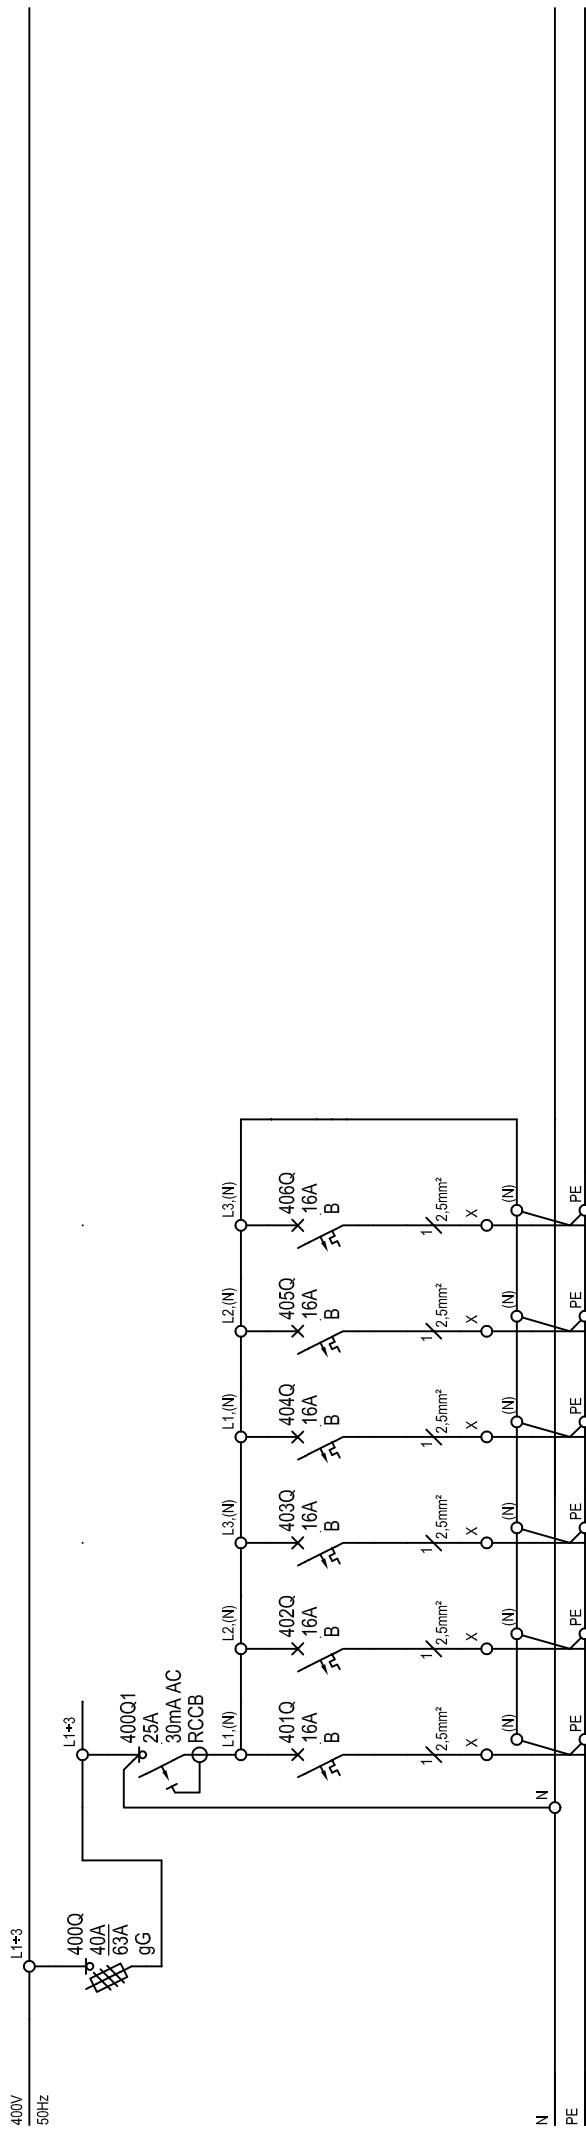 400V
50Hz
L1÷3
400Q
40A
63A
gG
L1÷3
400Q1
25A
30mA AC
RCCB
L1,(N)
L2,(N)
L3,(N)
L1,(N)
L2,(N)
L3,(N)
401Q
16A
B
402Q
16A
B
403Q
16A
B
404Q
16A
B
405Q
16A
B
406Q
16A
B
1
2,5mm²
X
1
2,5mm²
X
1
2,5mm²
X
1
2,5mm²
X
1
2,5mm²
X
1
2,5mm²
X
(N)
(N)
(N)
(N)
(N)
(N)
N
N
PE
PE
PE
PE
PE
PE
PE